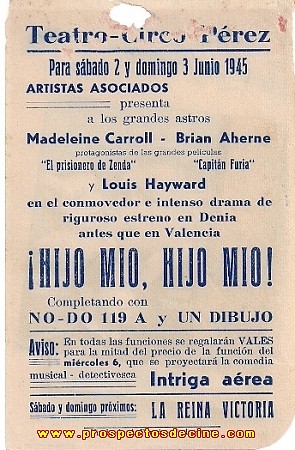 Teatro-Circo Pérez
Para sábado 2 y domingo 3 Junio 1945
ARTISTAS ASOCIADOS
presenta
a los grandes astros
Madeleine Carroll - Brian Aherne
protagonistas de las grandes películas
"El prisionero de Zenda" "Capitán Furia"
y Louis Hayward
en el conmovedor e intenso drama de
riguroso estreno en Denia
antes que en Valencia
¡HIJO MIO, HIJO MIO!
Completando con
NO-DO 119 A y UN DIBUJO
Aviso. En todas las funciones se regalarán VALES
para la mitad del precio de la función del
miércoles 6, que se proyectará la comedia
musical - detectivesca Intriga aérea
Sábado y domingo próximos: LA REINA VICTORIA
www.prospectosdecine.com